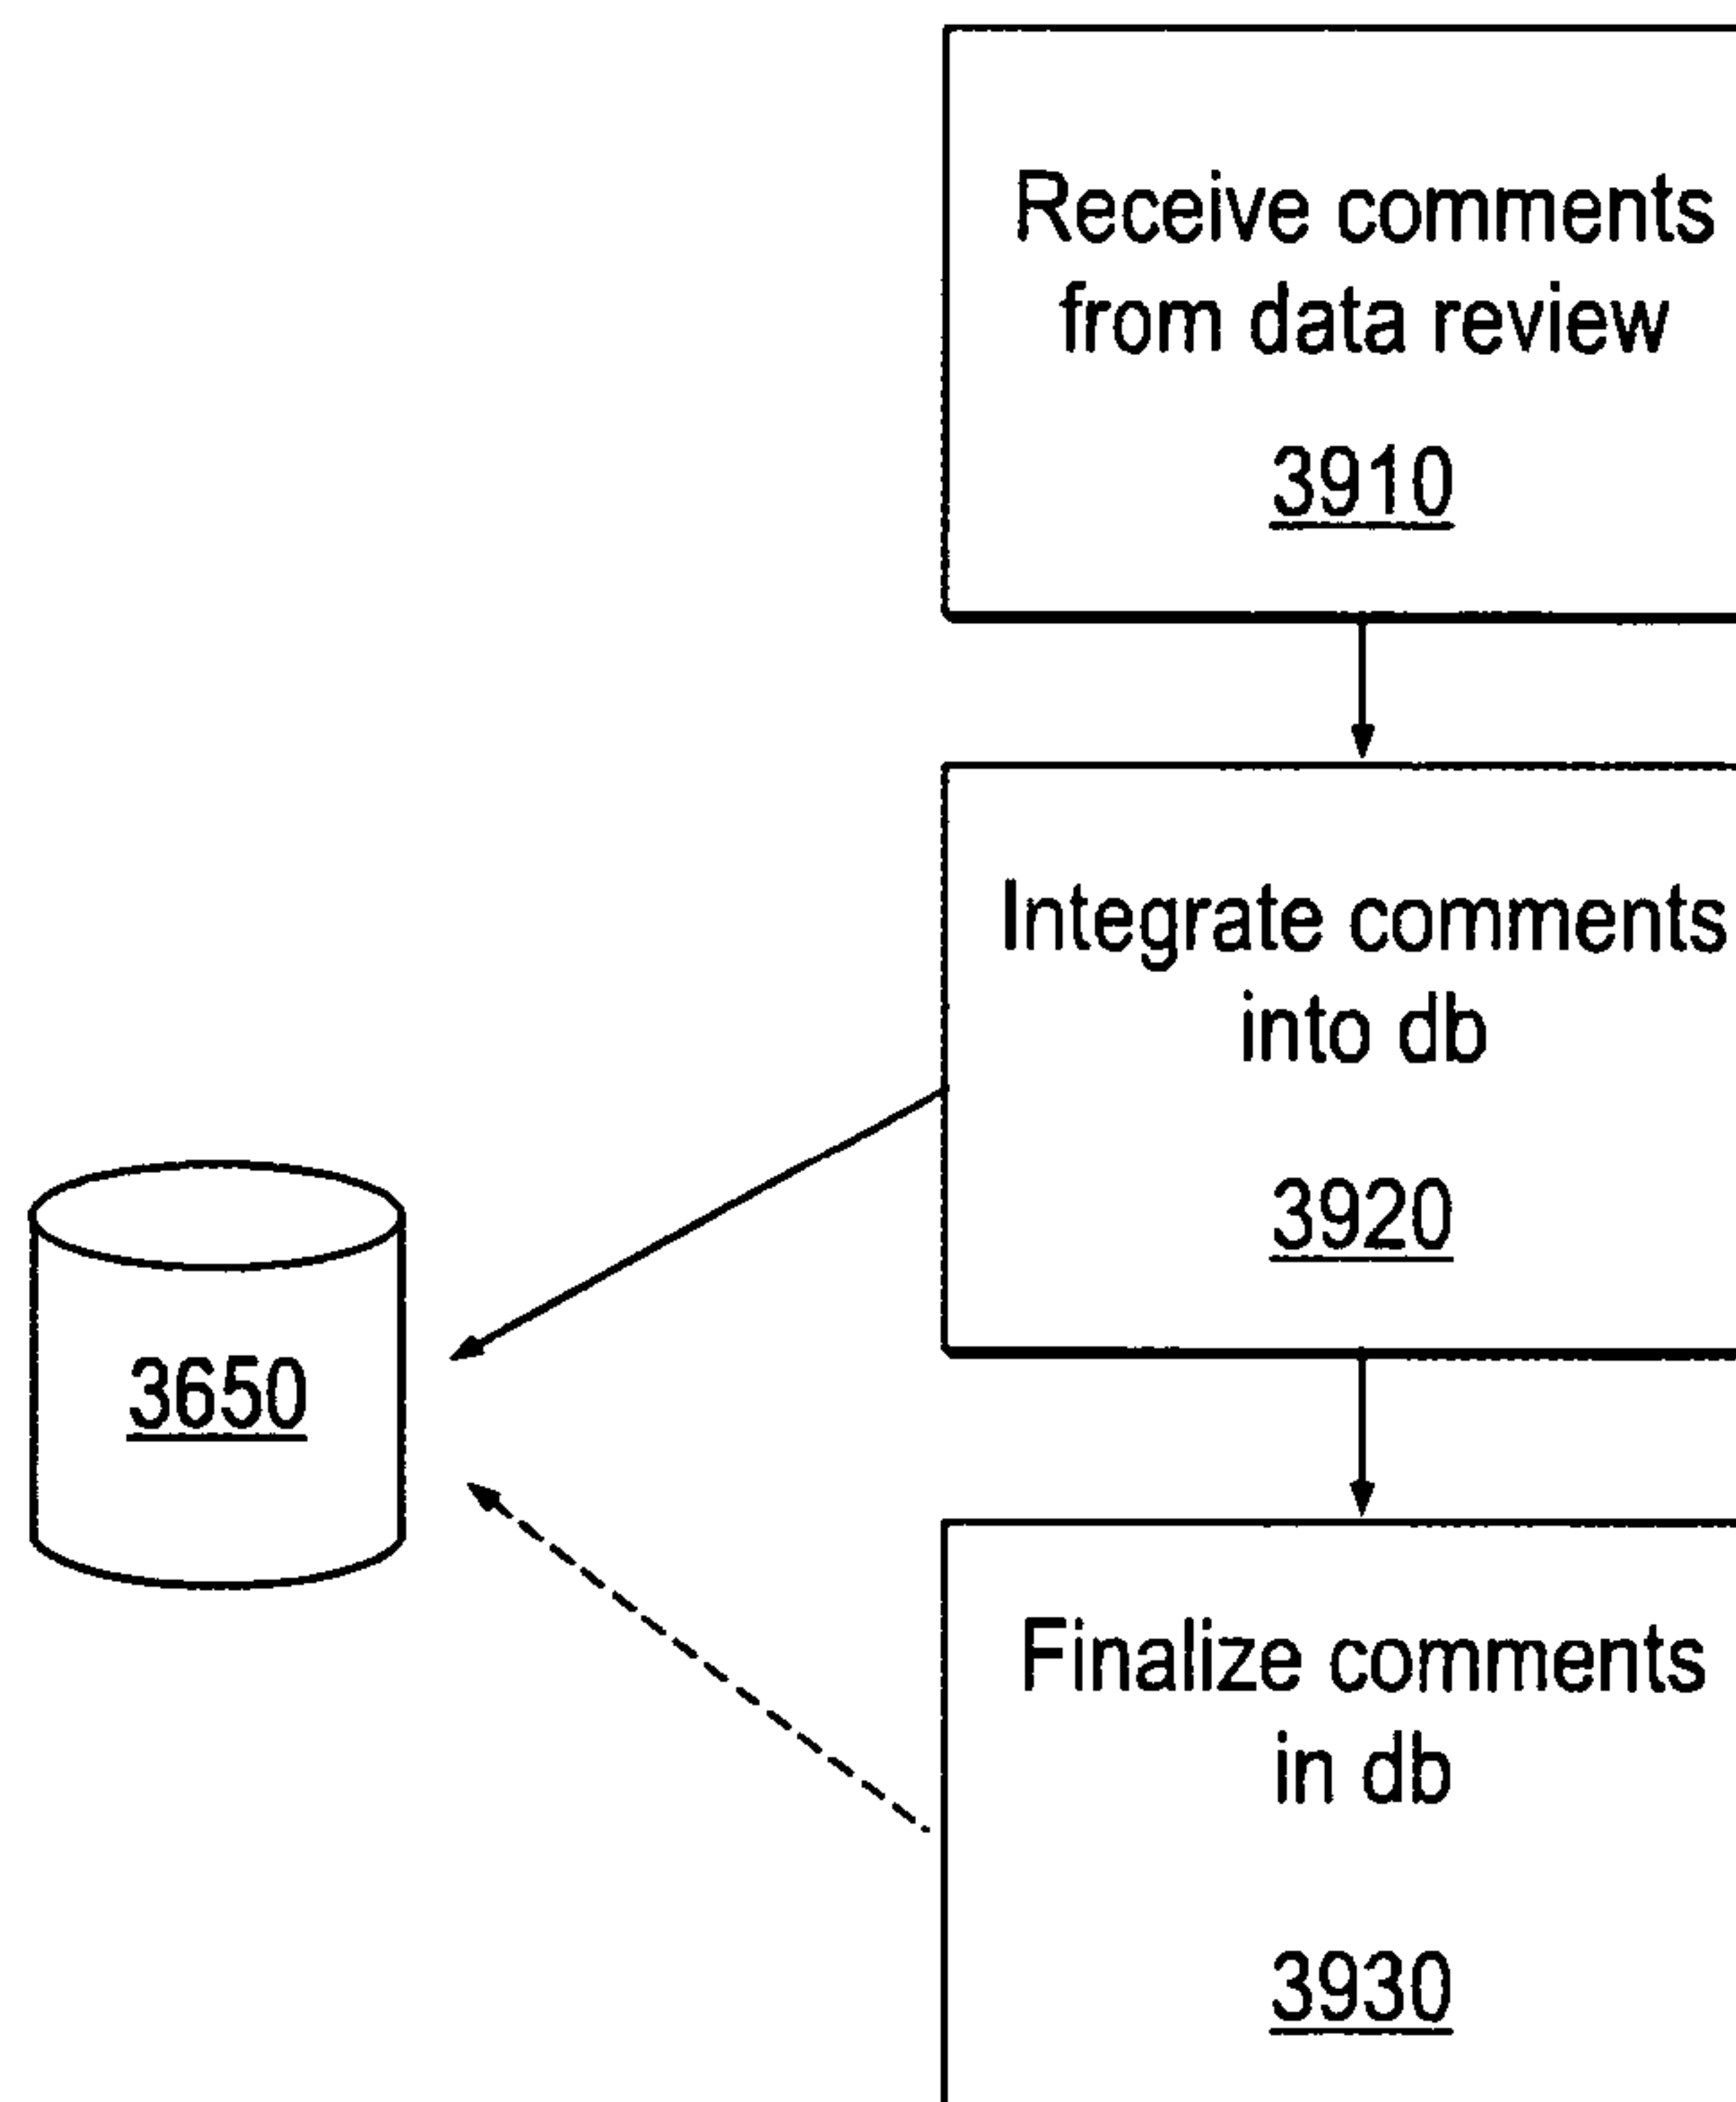 Receive comments
from data review
3910
Integrate comments
into db
3920
3650
Finalize comments
in db
3930